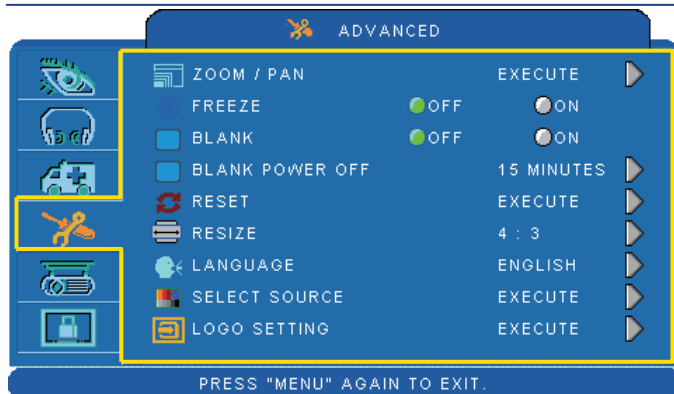 ADVANCED
ZOOM / PAN EXECUTE
FREEZE OFF ON
BLANK OFF ON
BLANK POWER OFF 15 MINUTES
RESET EXECUTE
RESIZE 4 : 3
LANGUAGE ENGLISH
SELECT SOURCE EXECUTE
LOGO SETTING EXECUTE
PRESS "MENU" AGAIN TO EXIT.